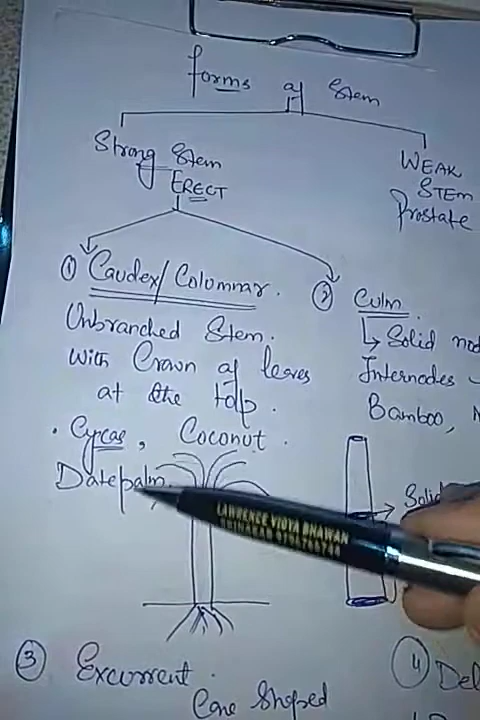 forms of Stem
Strong Stem
ERECT
WEAK
STEM
Prostate
① Caudex/Columnar.
Unbranched Stem.
with Crown of leaves
at the top.
. Cycas, Coconut.
Datepalm.
② Culm
↳ Solid
Internodes
Bamboo,
Solid
LAWRENCE VIDYA BHAWAN
③ Excurrent.
Cone Shaped
④ Del